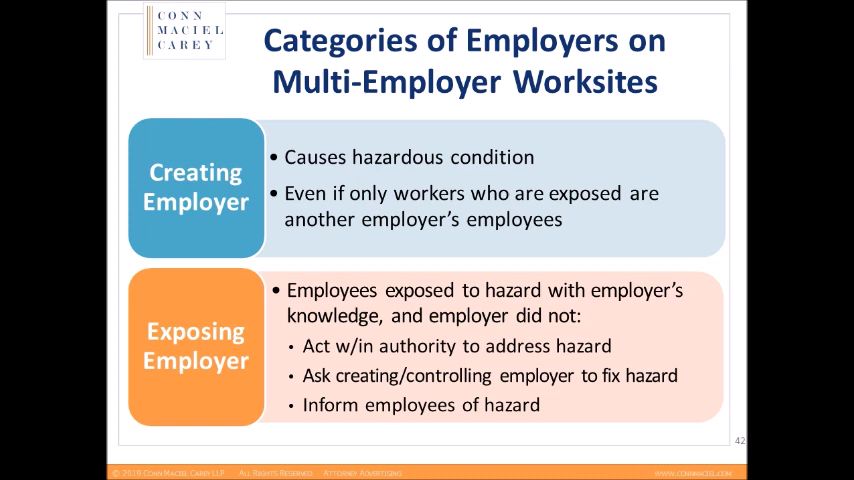 CONN
MACIEL
CAREY
Categories of Employers on
Multi-Employer Worksites
Creating
Employer
• Causes hazardous condition
• Even if only workers who are exposed are
another employer's employees
Exposing
Employer
• Employees exposed to hazard with employer's
knowledge, and employer did not:
• Act w/in authority to address hazard
• Ask creating/controlling employer to fix hazard
• Inform employees of hazard
42
© 2019 CONN MACIEL CAREY LLP ALL RIGHTS RESERVED ATTORNEY ADVERTISING WWW.CONNMACIEL.COM